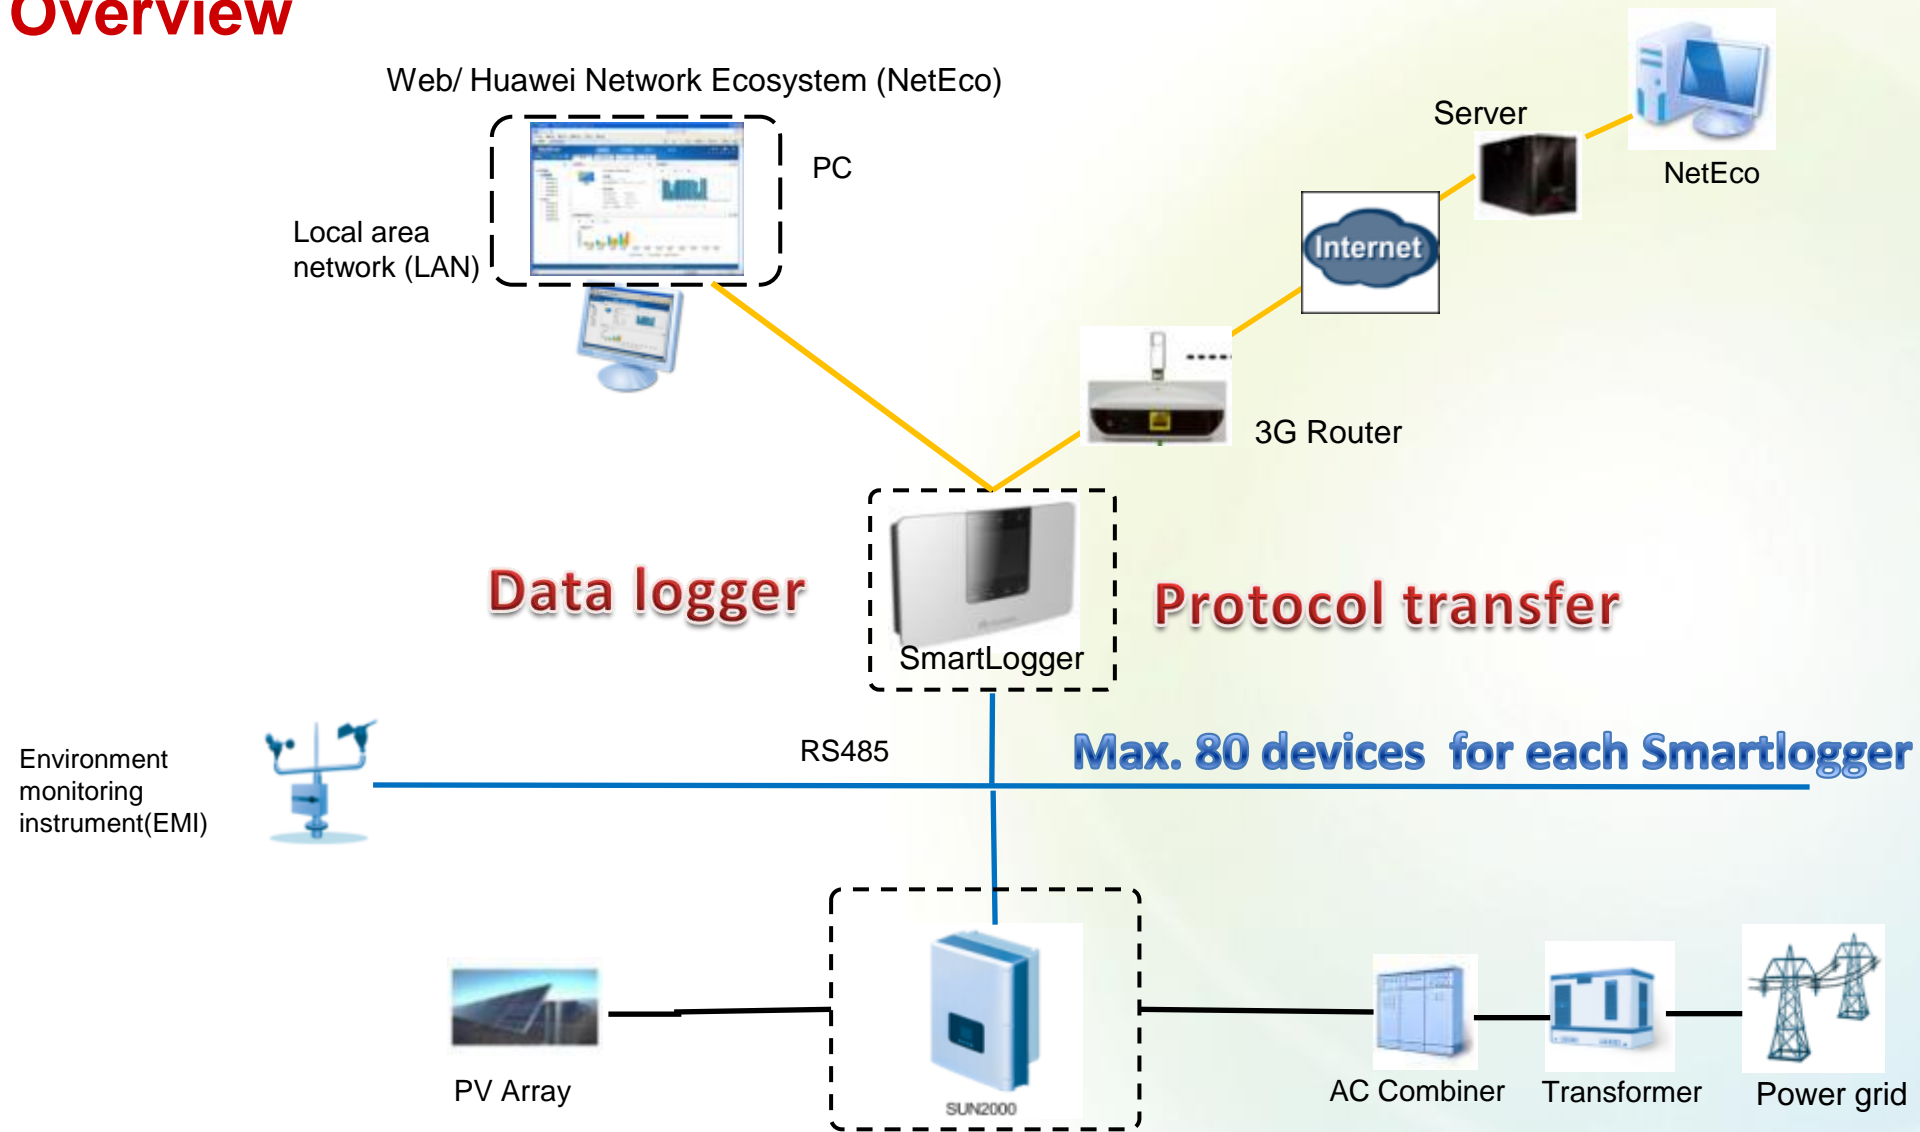 Overview
Web/ Huawei Network Ecosystem (NetEco)
PC
Local area
network (LAN)
Server
NetEco
Internet
3G Router
Data logger
SmartLogger
Protocol transfer
Environment
monitoring
instrument(EMI)
RS485
Max. 80 devices for each Smartlogger
PV Array
SUN2000
AC Combiner
Transformer
Power grid